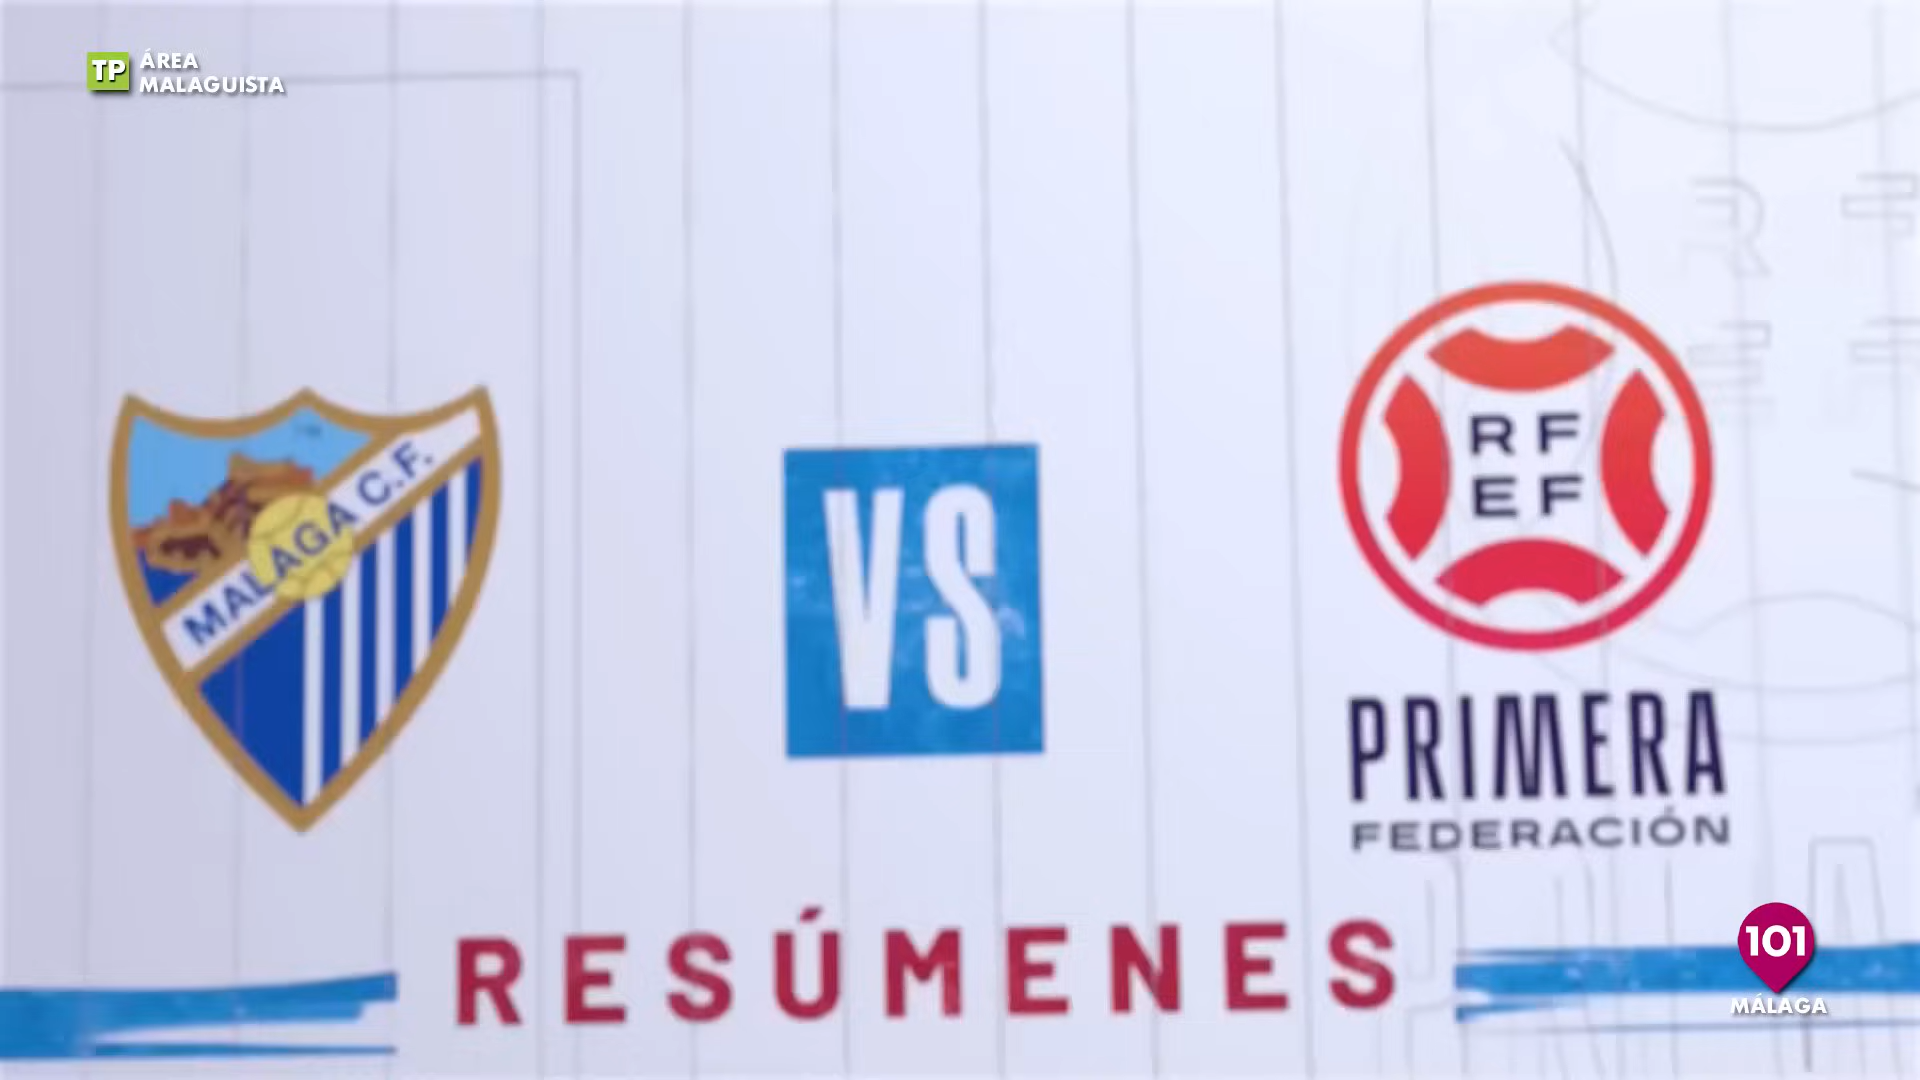 TP ÁREA
MALAGUISTA
MALAGA C.F.
VS
RF
EF
PRIMERA
FEDERACIÓN
RESÚMENES
101
MÁLAGA